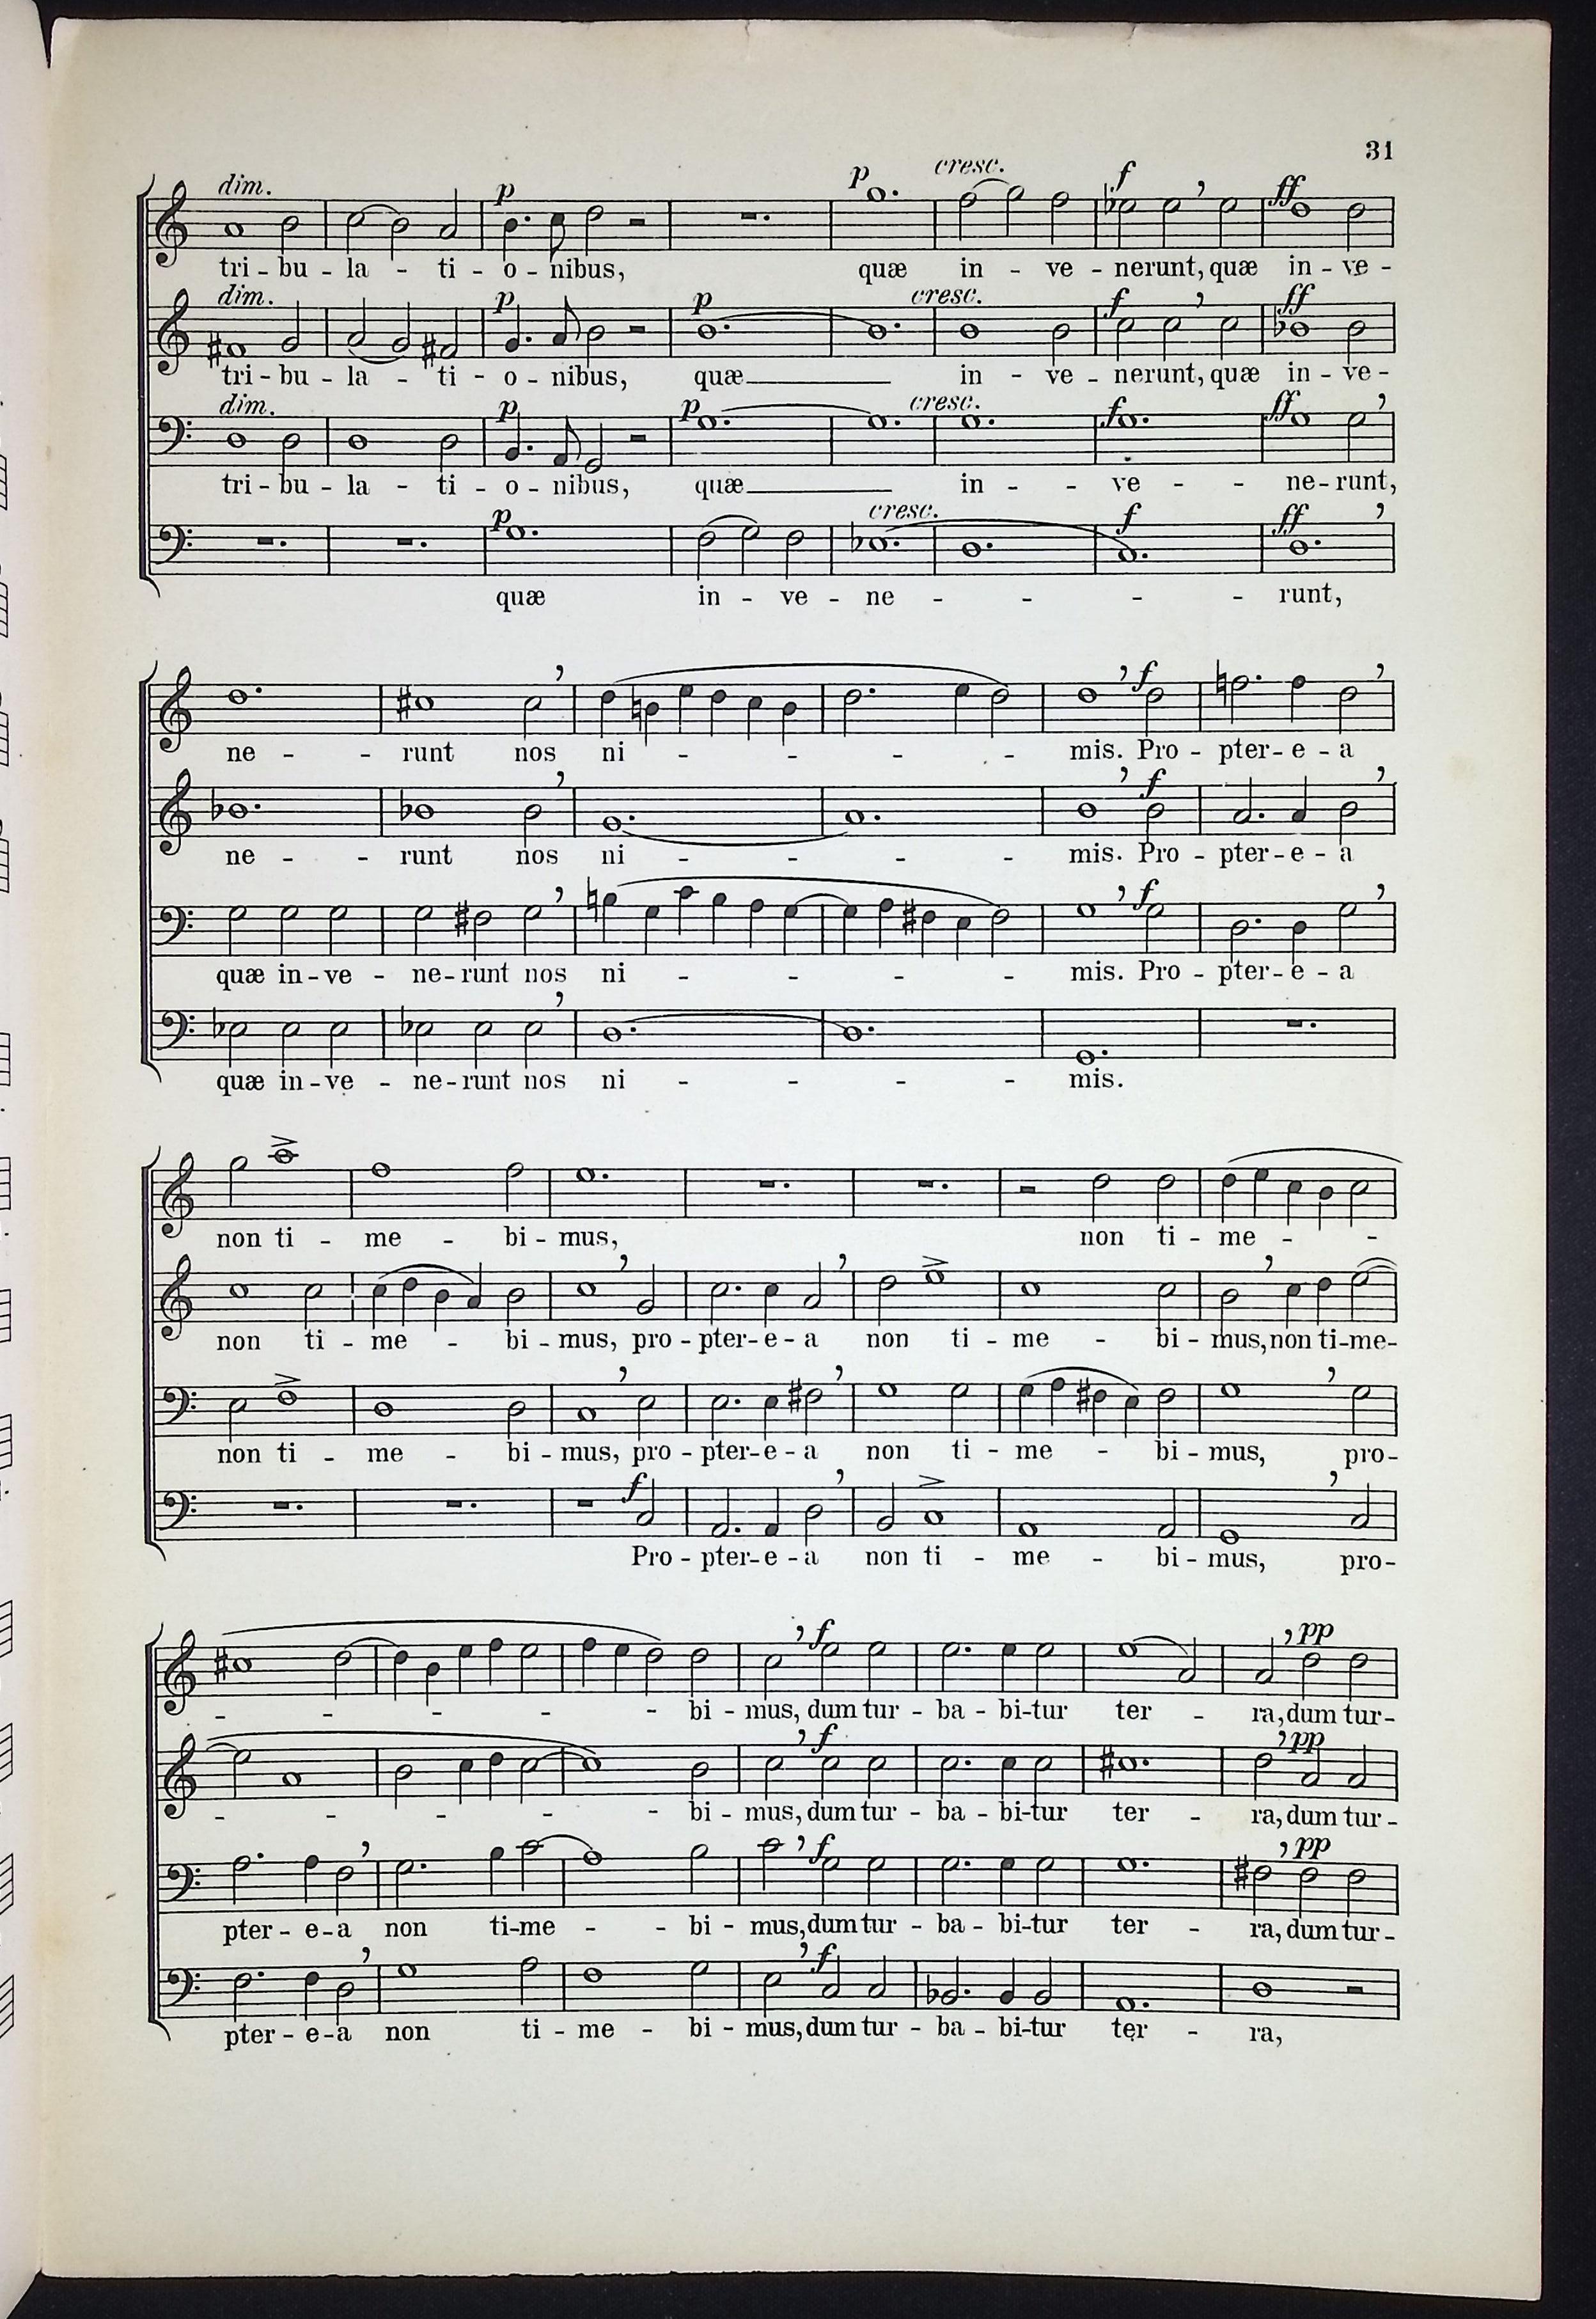 31
dim. p p cresc. f ff
tri - bu - la - ti - o - nibus, quæ in - ve - nerunt, quæ in - ve -
dim. p p cresc. f ff
tri - bu - la - ti - o - nibus, quæ in - ve - nerunt, quæ in - ve -
dim. p p cresc. f ff
tri - bu - la - ti - o - nibus, quæ in - - ve - - ne - runt,
p cresc. f ff
quæ in - ve - ne - - - - runt,
f
ne - - runt nos ni - - - - mis. Pro - pter - e - a
f
ne - - runt nos ni - - - - mis. Pro - pter - e - a
f
quæ in - ve - ne - runt nos ni - - - - mis. Pro - pter - e - a
quæ in - ve - ne - runt nos ni - - - - mis.
non ti - me - bi - mus, non ti - me - -
non ti - me - bi - mus, pro - pter - e - a non ti - me - bi - mus, non ti - me -
non ti - me - bi - mus, pro - pter - e - a non ti - me - bi - mus, pro -
f
Pro - pter - e - a non ti - me - bi - mus, pro -
f pp
- - - - - bi - mus, dum tur - ba - bi - tur ter - ra, dum tur -
f pp
- - - - - bi - mus, dum tur - ba - bi - tur ter - ra, dum tur -
f pp
pter - e - a non ti - me - - bi - mus, dum tur - ba - bi - tur ter - ra, dum tur -
f
pter - e - a non ti - me - bi - mus, dum tur - ba - bi - tur ter - ra,